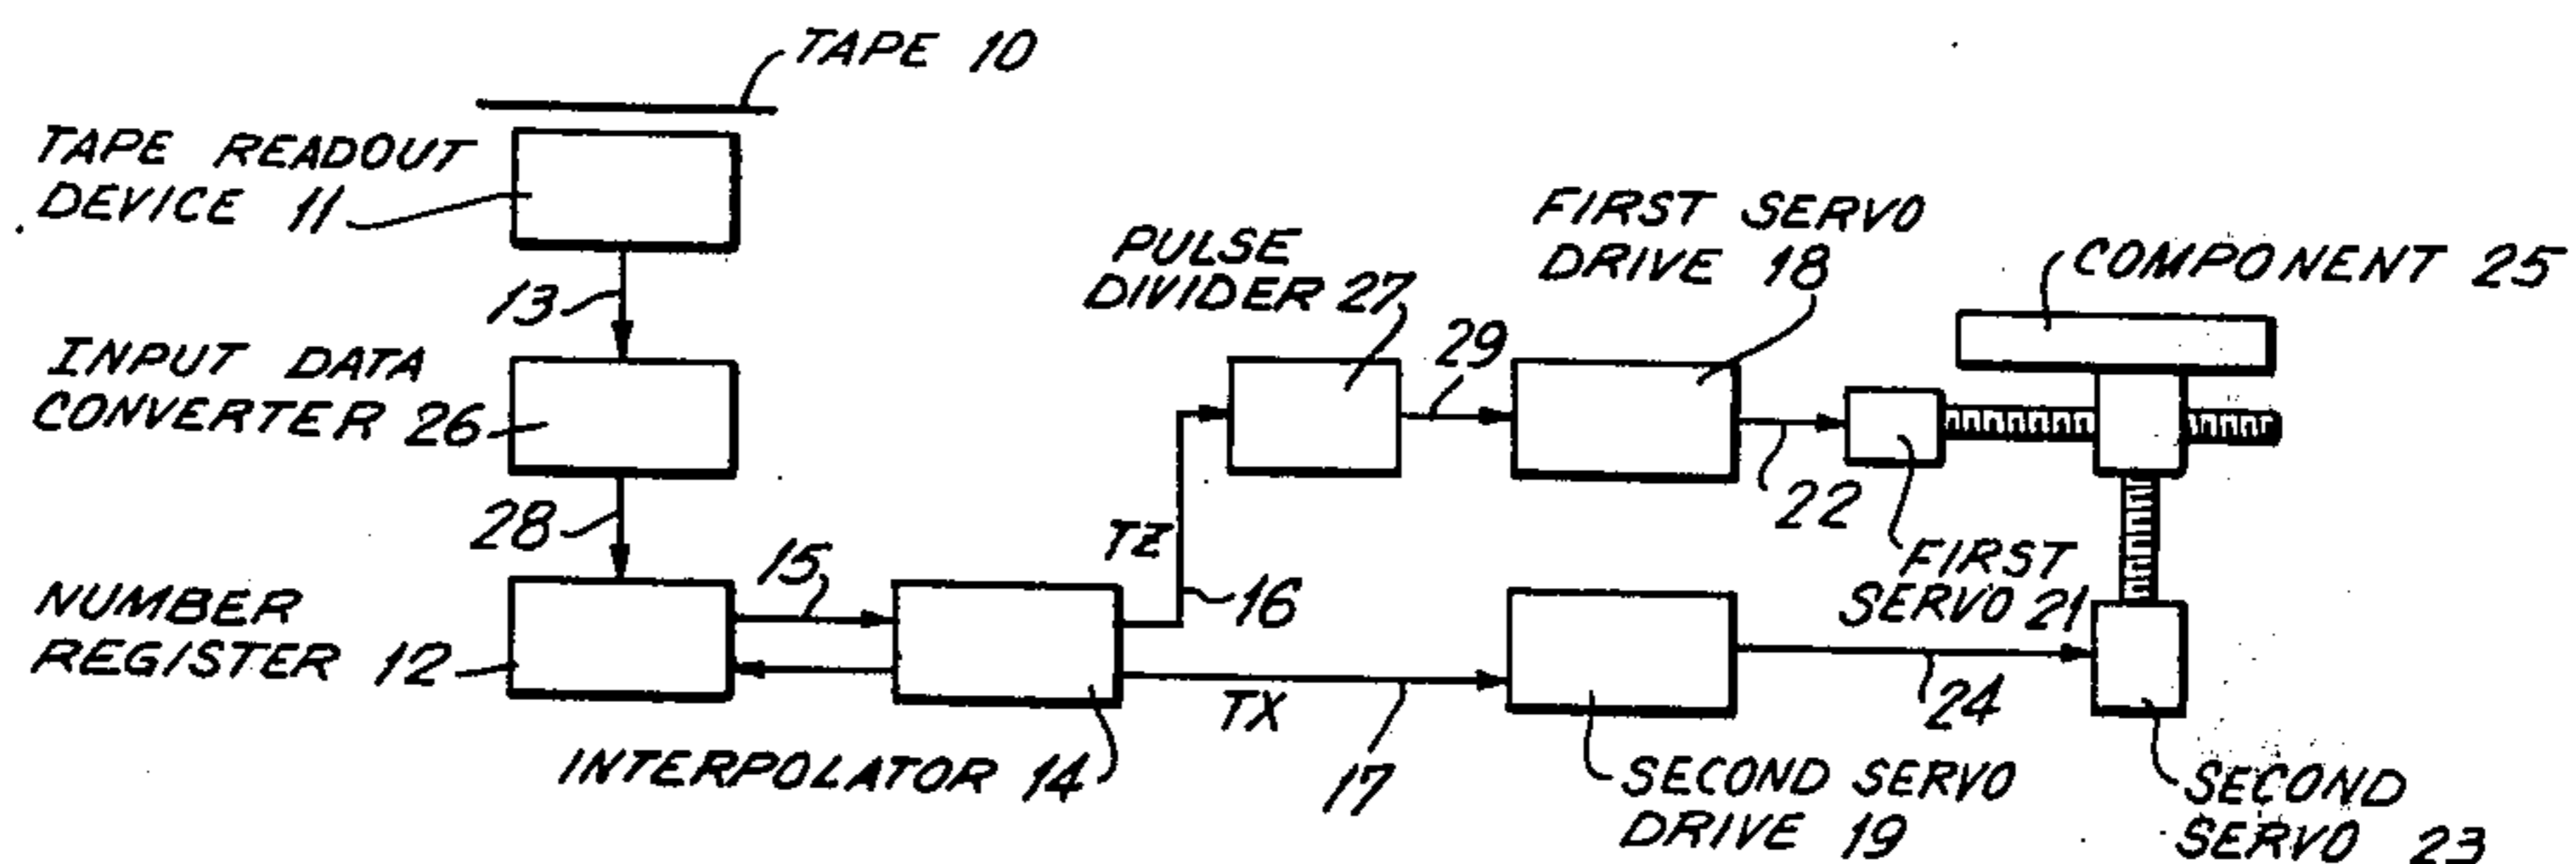 TAPE 10
TAPE READOUT
DEVICE 11
13
INPUT DATA
CONVERTER 26
28
NUMBER
REGISTER 12
15
INTERPOLATOR 14
TZ
16
TX
17
PULSE
DIVIDER 27
29
FIRST SERVO
DRIVE 18
22
FIRST
SERVO 21
COMPONENT 25
SECOND SERVO
DRIVE 19
24
SECOND
SERVO 23